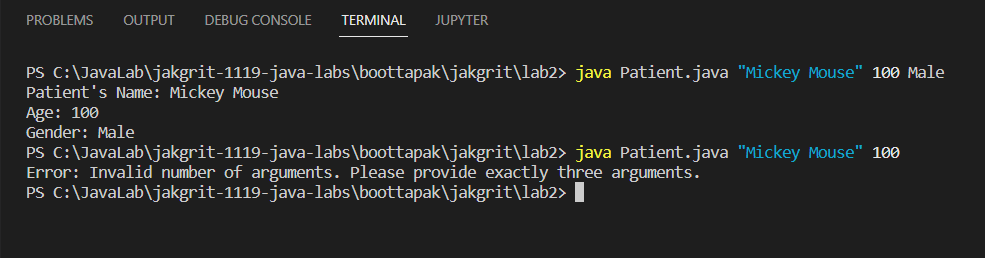 PROBLEMS OUTPUT DEBUG CONSOLE TERMINAL JUPYTER
PS C:\JavaLab\jakgrit-1119-java-labs\boottapak\jakgrit\lab2> java Patient.java "Mickey Mouse" 100 Male
Patient's Name: Mickey Mouse
Age: 100
Gender: Male
PS C:\JavaLab\jakgrit-1119-java-labs\boottapak\jakgrit\lab2> java Patient.java "Mickey Mouse" 100
Error: Invalid number of arguments. Please provide exactly three arguments.
PS C:\JavaLab\jakgrit-1119-java-labs\boottapak\jakgrit\lab2>